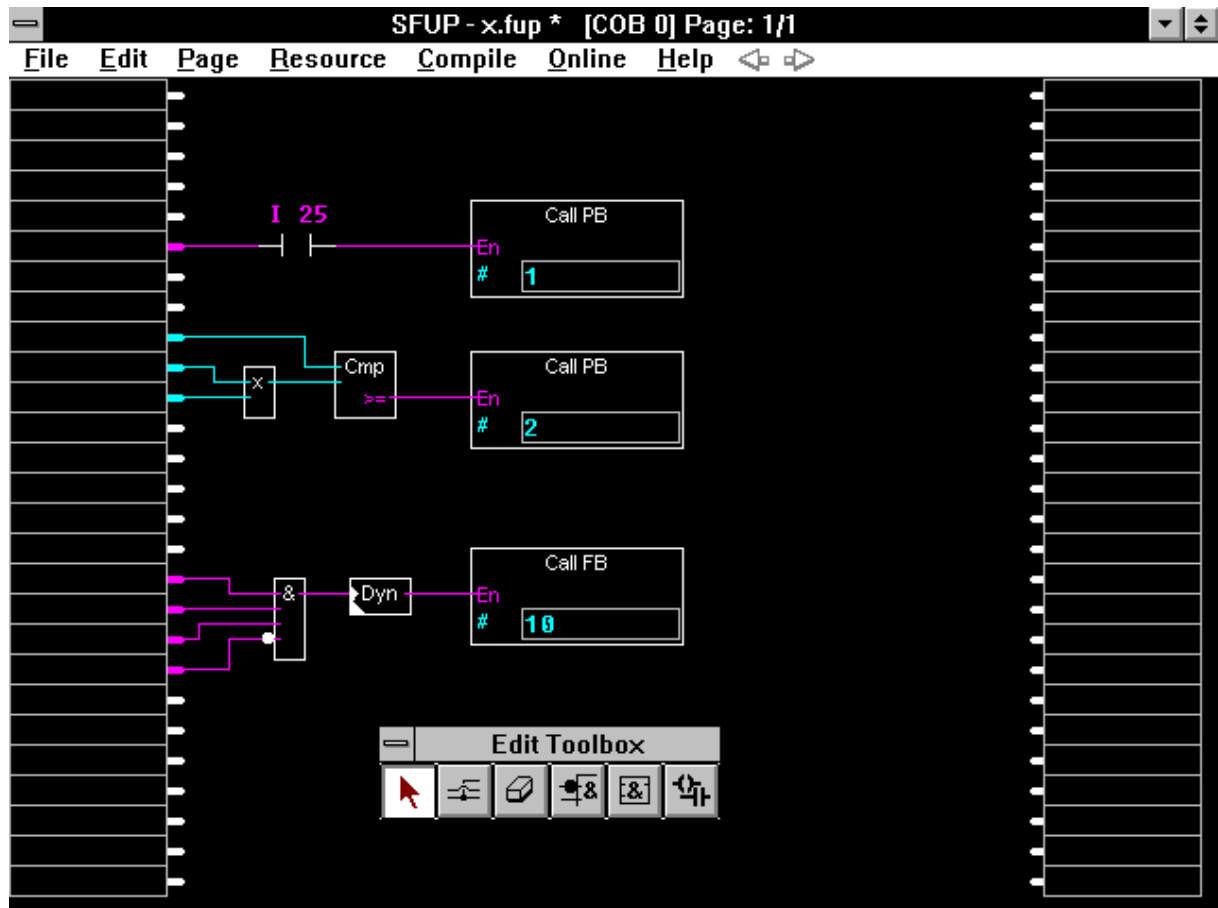 SFUP - x.fup * [COB 0] Page: 1/1
File Edit Page Resource Compile Online Help
I 25
Call PB
En
# 1
Cmp
x
>=
Call PB
En
# 2
&
Dyn
Call FB
En
# 10
Edit Toolbox
& &